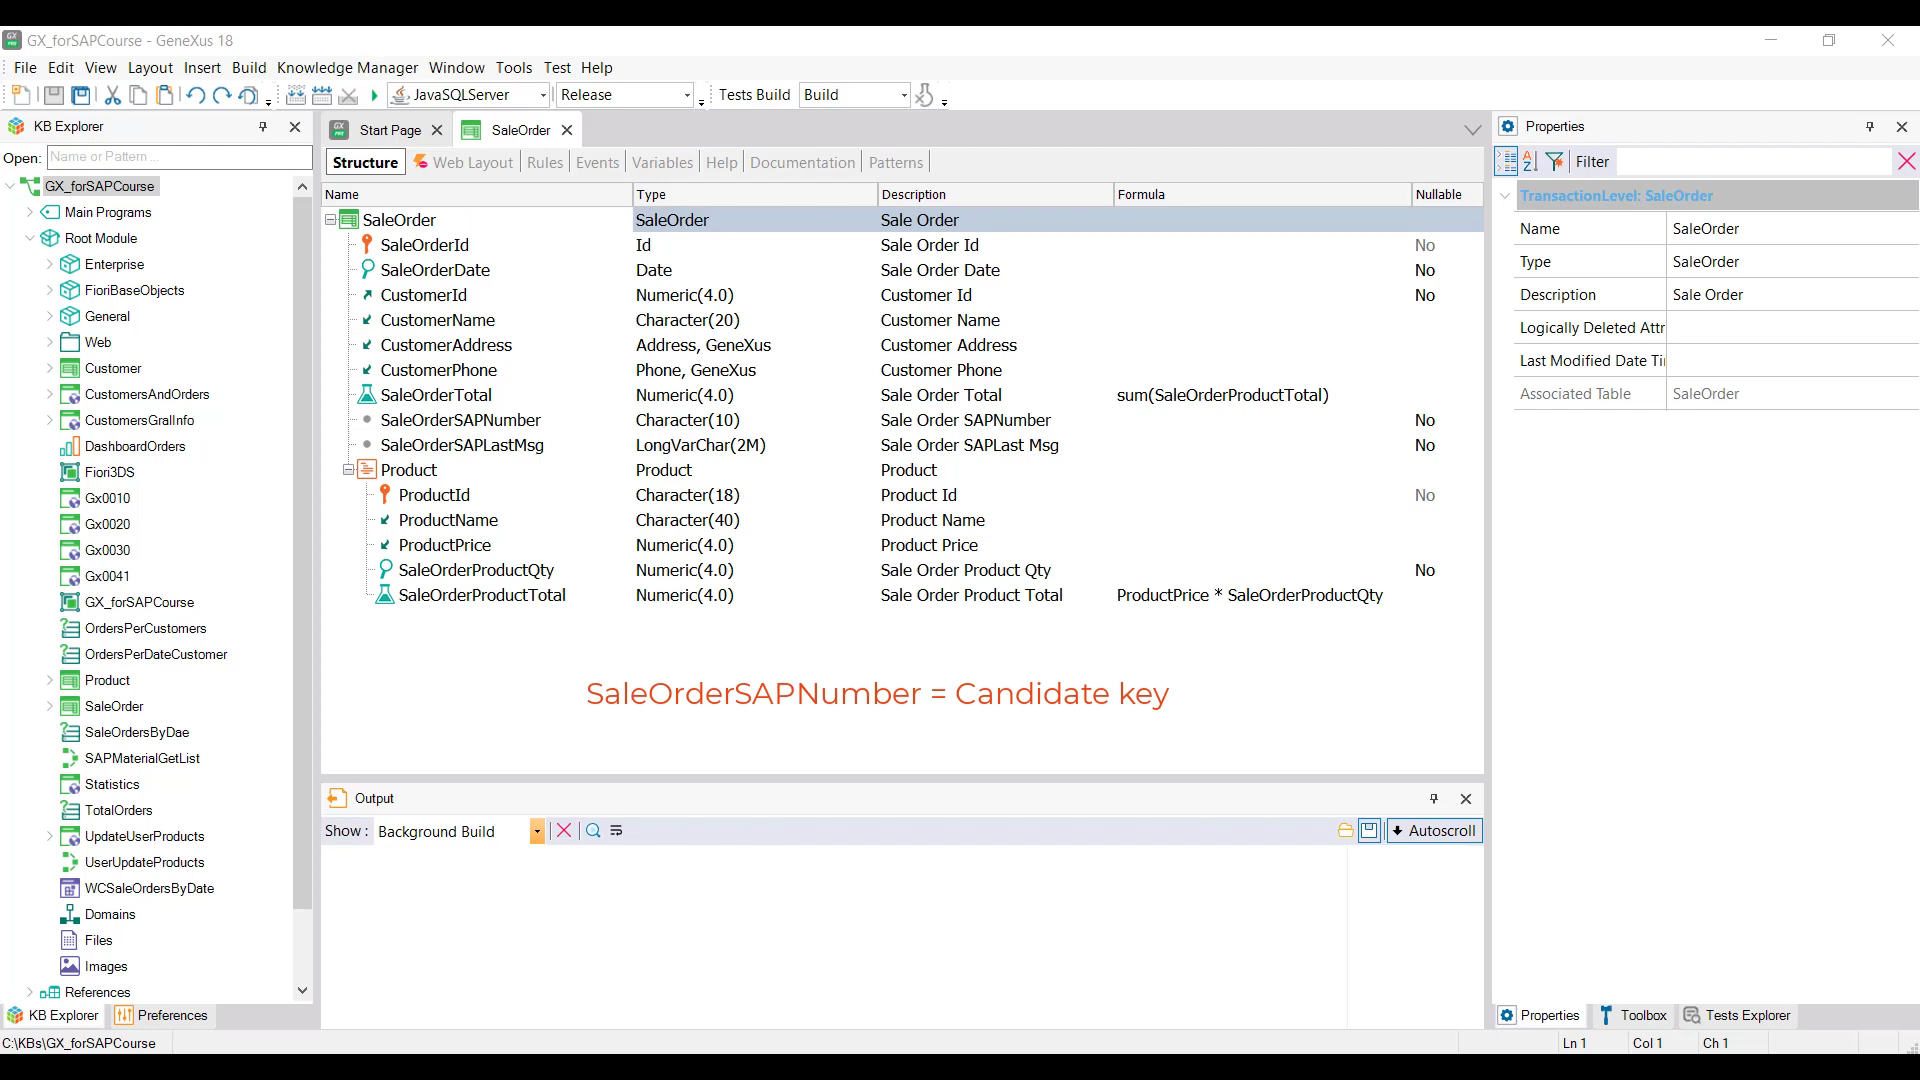 GX_forSAPCourse - GeneXus 18
File Edit View Layout Insert Build Knowledge Manager Window Tools Test Help
JavaSQLServer Release Tests Build Build
KB Explorer
Open: Name or Pattern ...
GX_forSAPCourse
Main Programs
Root Module
Enterprise
FioriBaseObjects
General
Web
Customer
CustomersAndOrders
CustomersGralInfo
DashboardOrders
Fiori3DS
Gx0010
Gx0020
Gx0030
Gx0041
GX_forSAPCourse
OrdersPerCustomers
OrdersPerDateCustomer
Product
SaleOrder
SaleOrdersByDae
SAPMaterialGetList
Statistics
TotalOrders
UpdateUserProducts
UserUpdateProducts
WCSaleOrdersByDate
Domains
Files
Images
References
KB Explorer Preferences
Start Page SaleOrder
Structure Web Layout Rules Events Variables Help Documentation Patterns
Name Type Description Formula Nullable
SaleOrder SaleOrder Sale Order
SaleOrderId Id Sale Order Id No
SaleOrderDate Date Sale Order Date No
CustomerId Numeric(4.0) Customer Id No
CustomerName Character(20) Customer Name
CustomerAddress Address, GeneXus Customer Address
CustomerPhone Phone, GeneXus Customer Phone
SaleOrderTotal Numeric(4.0) Sale Order Total sum(SaleOrderProductTotal)
SaleOrderSAPNumber Character(10) Sale Order SAPNumber No
SaleOrderSAPLastMsg LongVarChar(2M) Sale Order SAPLast Msg No
Product Product Product
ProductId Character(18) Product Id No
ProductName Character(40) Product Name
ProductPrice Numeric(4.0) Product Price
SaleOrderProductQty Numeric(4.0) Sale Order Product Qty No
SaleOrderProductTotal Numeric(4.0) Sale Order Product Total ProductPrice * SaleOrderProductQty
SaleOrderSAPNumber = Candidate key
Output
Show : Background Build Autoscroll
Properties
Filter
TransactionLevel: SaleOrder
Name SaleOrder
Type SaleOrder
Description Sale Order
Logically Deleted Attr
Last Modified Date Ti
Associated Table SaleOrder
Properties Toolbox Tests Explorer
C:\KBs\GX_forSAPCourse Ln 1 Col 1 Ch 1